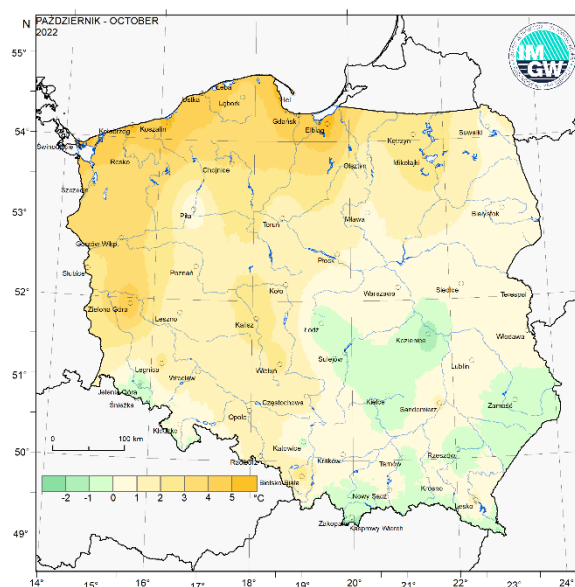 N
PAŹDZIERNIK - OCTOBER
2022
IM
GW
55°
Łeba
Ustka
Lębork
Hel
Gdańsk
Elbląg
Koszalin
Kołobrzeg
54°
Suwałki
Kętrzyn
Świnoujście
Resko
Olsztyn
Mikołajki
Chojnice
Szczecin
53°
Piła
Białystok
Toruń
Mława
Gorzów Wlkp.
Słubice
Poznań
Płock
52°
Koło
Warszawa
Siedlce
Terespol
Zielona Góra
Leszno
Kalisz
Łódź
Kozienice
Włodawa
Sulejów
51°
Legnica
Wrocław
Wieluń
Lublin
Jelenia Góra
Śnieżka
Kielce
Zamość
Częstochowa
Sandomierz
Opole
Kłodzko
0
100 km
Katowice
50°
Racibórz
Kraków
Tarnów
Rzeszów
Bielsko-Biała
Krosno
Nowy Sącz
Lesko
-2 -1 0 1 2 3 4 5 °C
Zakopane
Kasprowy Wierch
49°
14° 15° 16° 17° 18° 19° 20° 21° 22° 23°